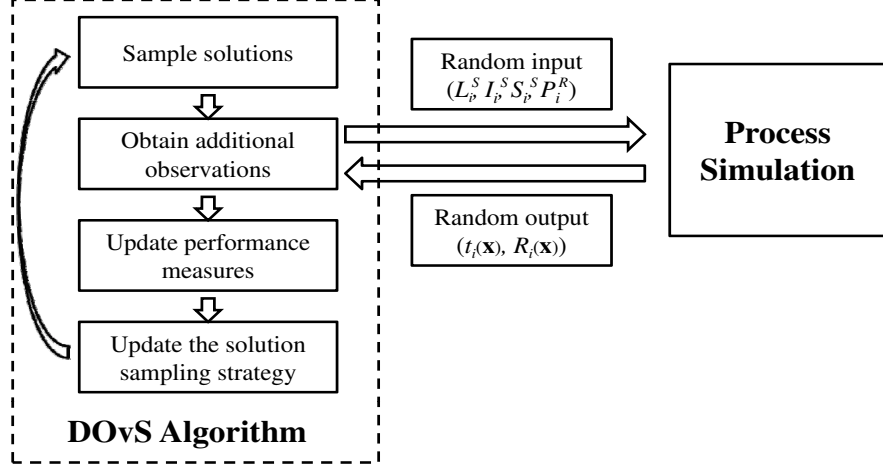 Sample solutions
Obtain additional
observations
Update performance
measures
Update the solution
sampling strategy
DOvS Algorithm
Random input
(L_i^S, I_i^S, S_i^S, P_i^R)
Random output
(t_i(x), R_i(x))
Process
Simulation